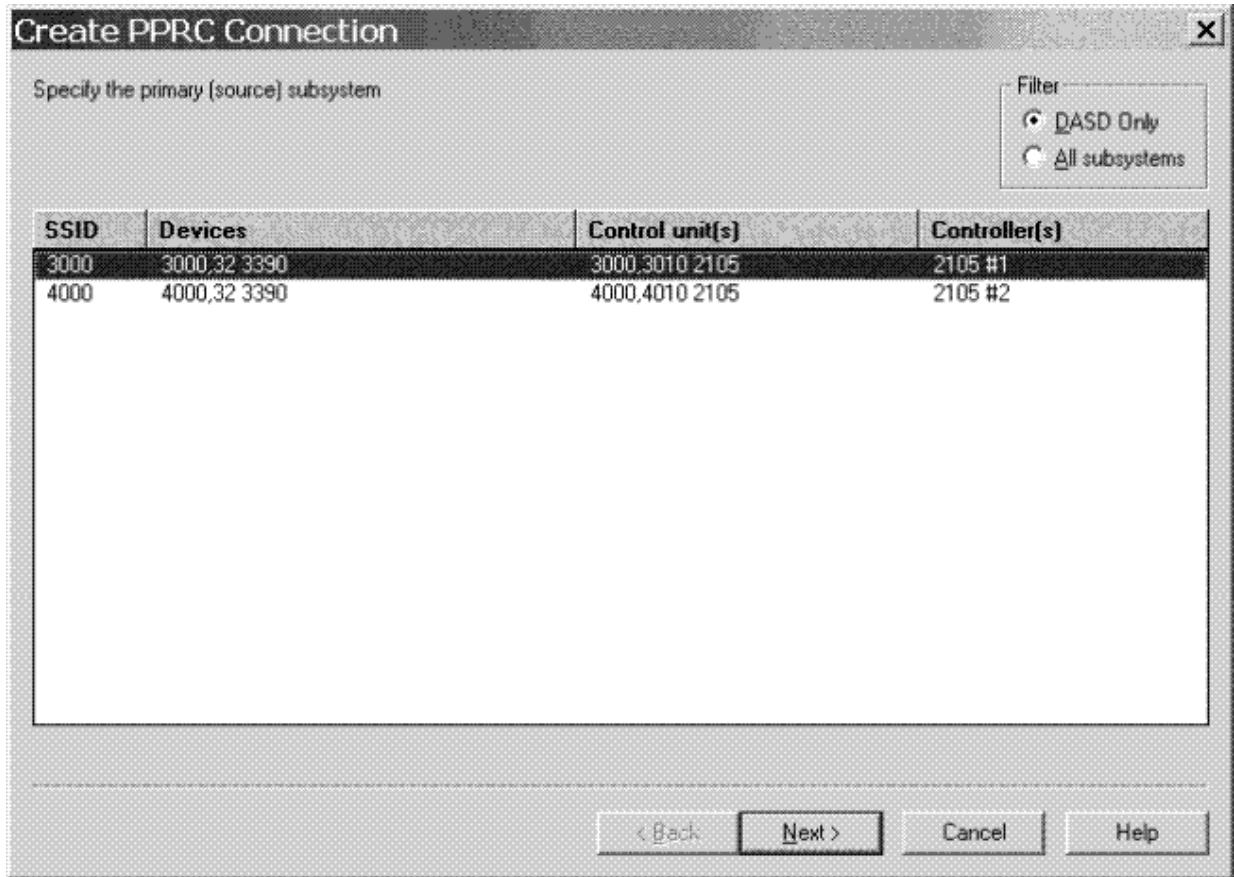 Create PPRC Connection
Specify the primary (source) subsystem
Filter
DASD Only
All subsystems
SSID Devices Control unit(s) Controller(s)
3000 3000,32 3390 3000,3010 2105 2105 #1
4000 4000,32 3390 4000,4010 2105 2105 #2
< Back Next > Cancel Help